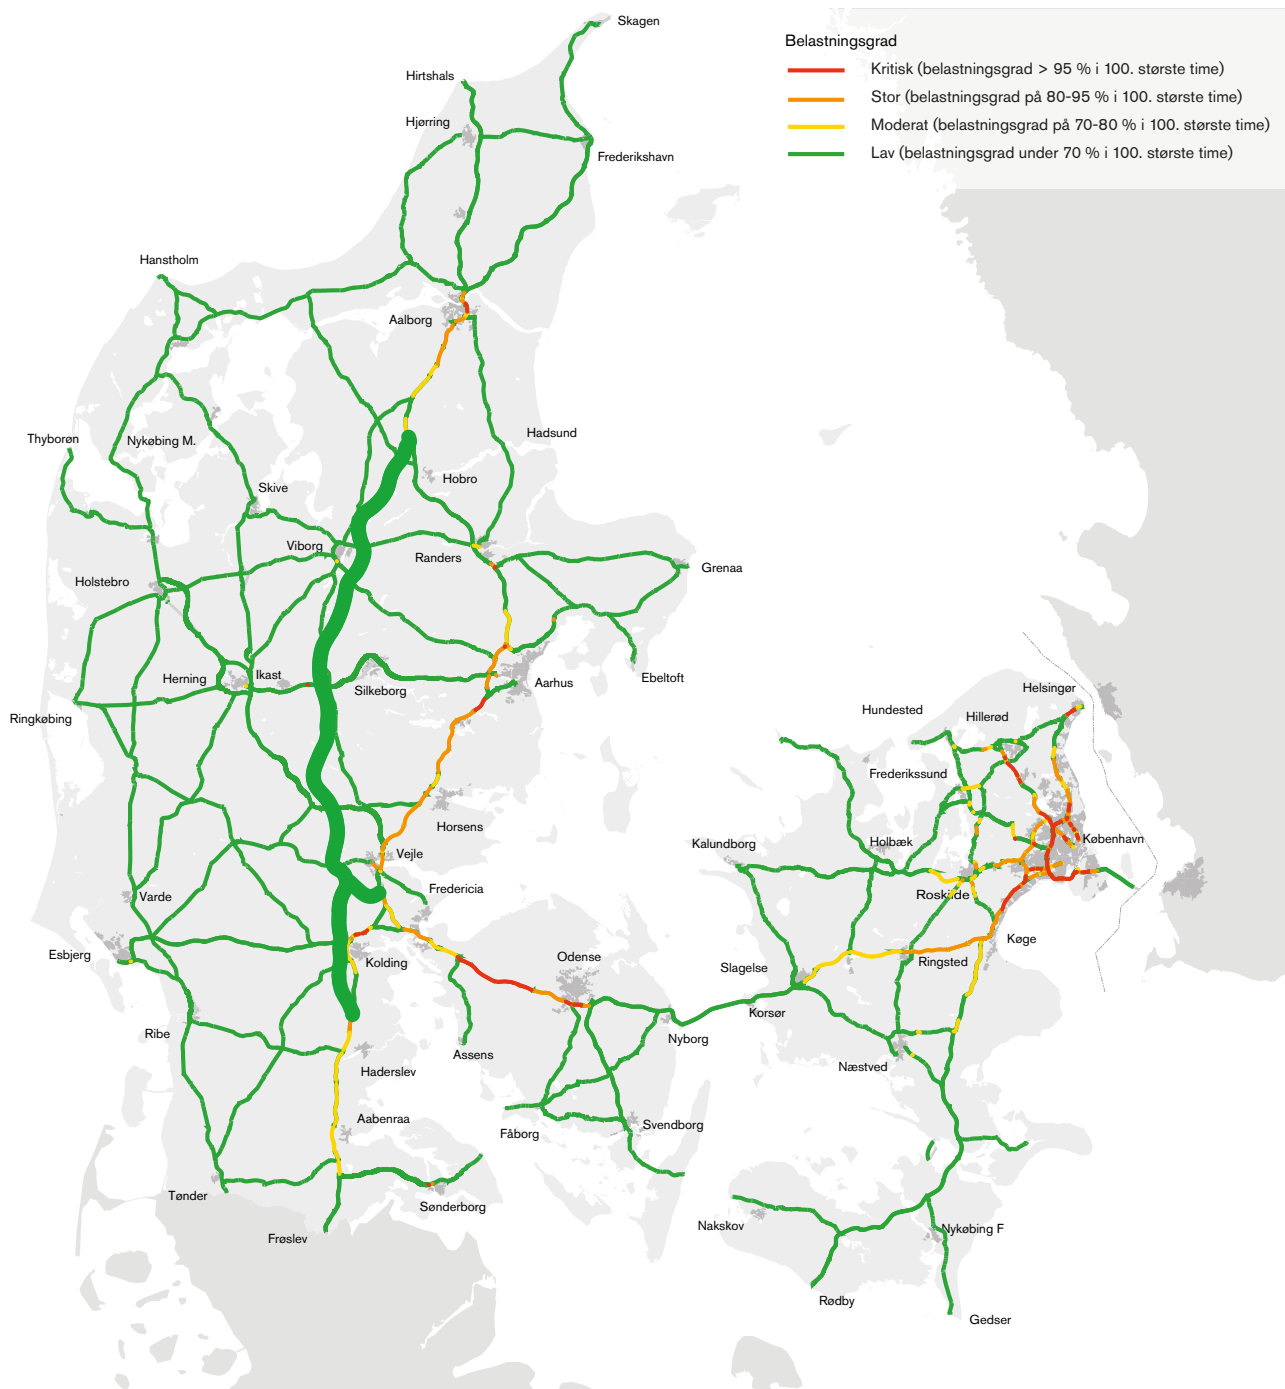 Skagen
Belastningsgrad
Kritisk (belastningsgrad > 95 % i 100. største time)
Stor (belastningsgrad på 80-95 % i 100. største time)
Moderat (belastningsgrad på 70-80 % i 100. største time)
Lav (belastningsgrad under 70 % i 100. største time)
Hirtshals
Hjørring
Frederikshavn
Hanstholm
Aalborg
Thyborøn
Nykøbing M.
Hadsund
Hobro
Skive
Viborg
Randers
Grenaa
Holstebro
Herning
Ikast
Silkeborg
Aarhus
Ebeltoft
Ringkøbing
Helsingør
Hundested
Hillerød
Frederikssund
Horsens
København
Kalundborg
Holbæk
Vejle
Fredericia
Varde
Roskilde
Esbjerg
Kolding
Odense
Køge
Ringsted
Slagelse
Korsør
Ribe
Nyborg
Assens
Næstved
Haderslev
Aabenraa
Fåborg
Svendborg
Tønder
Sønderborg
Frøslev
Nakskov
Nykøbing F
Rødby
Gedser